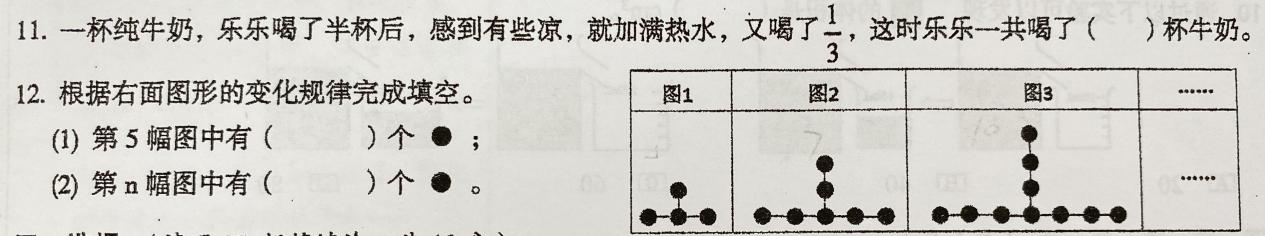 11. 一杯纯牛奶，乐乐喝了半杯后，感到有些凉，就加满热水，又喝了1/3，这时乐乐一共喝了（　　）杯牛奶。
12. 根据右面图形的变化规律完成填空。
(1) 第 5 幅图中有（　　　）个 ● ；
(2) 第 n 幅图中有（　　　）个 ● 。
图1 图2 图3 ······
7 10
······